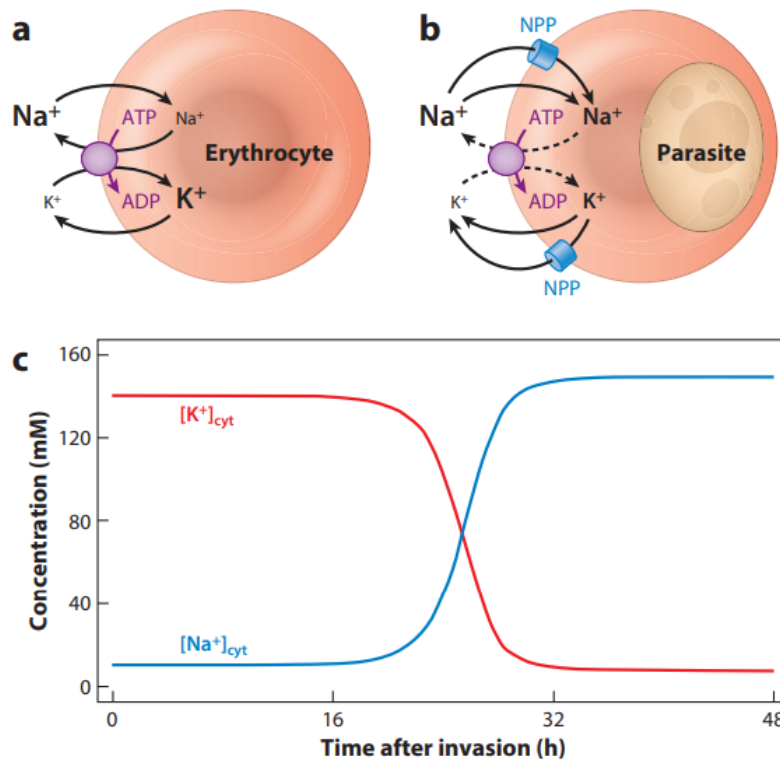 a
Na⁺
Na⁺
ATP
Erythrocyte
K⁺
ADP
K⁺
b
NPP
Na⁺
Na⁺
ATP
Parasite
K⁺
ADP
K⁺
NPP
c
160
120
80
40
0
Concentration (mM)
[K⁺]cyt
[Na⁺]cyt
0
16
32
48
Time after invasion (h)